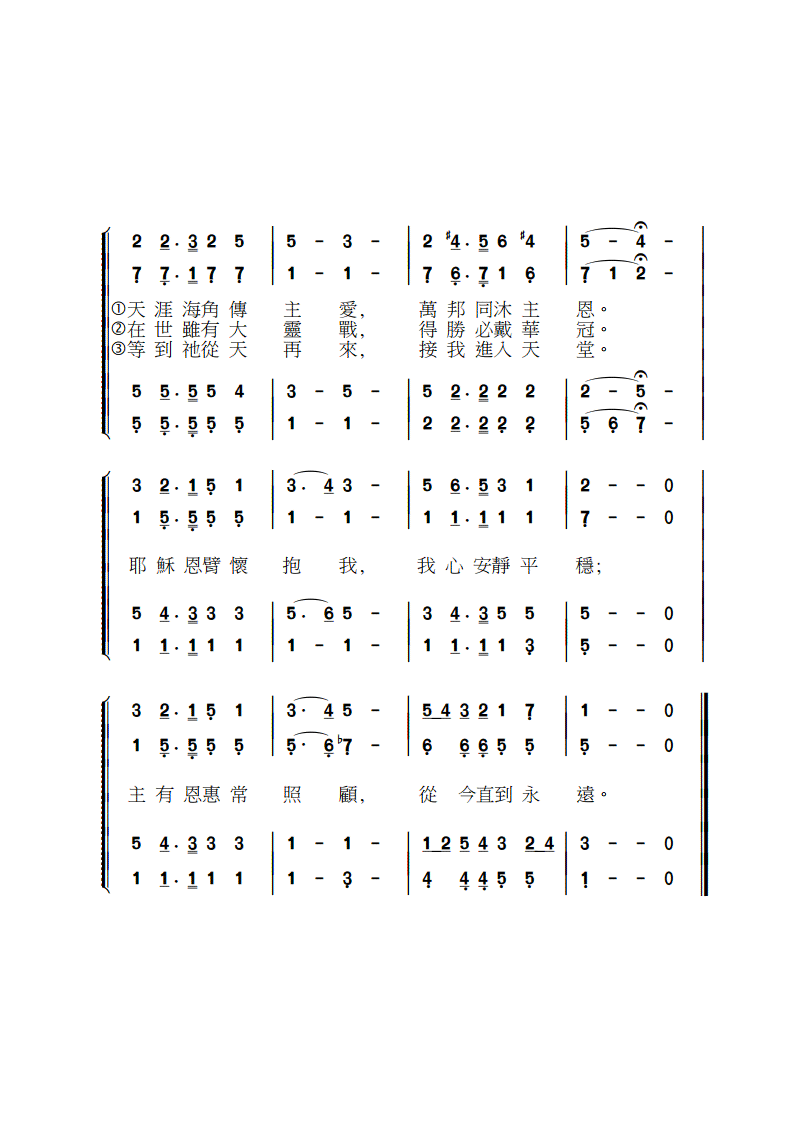 2 2. 3 2 5 | 5 - 3 - | 2 ♯4. 5 6 ♯4 | 5 - 4 -
7 7. 1 7 7 | 1 - 1 - | 7 6. 7 1 6 | 7 1 2 -
①天涯海角傳 主 愛, 萬邦同沐主 恩。
②在世雖有大 靈 戰, 得勝必戴華 冠。
③等到祂從天 再 來, 接我進入天 堂。
5 5. 5 5 4 | 3 - 5 - | 5 2. 2 2 2 | 2 - 5 -
5 5. 5 5 5 | 1 - 1 - | 2 2. 2 2 2 | 5 6 7 -
3 2. 1 5 1 | 3. 4 3 - | 5 6. 5 3 1 | 2 - - 0
1 5. 5 5 5 | 1 - 1 - | 1 1. 1 1 1 | 7 - - 0
耶穌恩臂懷 抱 我, 我心安靜平 穩;
5 4. 3 3 3 | 5. 6 5 - | 3 4. 3 5 5 | 5 - - 0
1 1. 1 1 1 | 1 - 1 - | 1 1. 1 1 3 | 5 - - 0
3 2. 1 5 1 | 3. 4 5 - | 5 4 3 2 1 7 | 1 - - 0
1 5. 5 5 5 | 5. 6 ♭7 - | 6 6 6 5 5 | 5 - - 0
主有恩惠常 照 顧, 從 今直到永 遠。
5 4. 3 3 3 | 1 - 1 - | 1 2 5 4 3 2 4 | 3 - - 0
1 1. 1 1 1 | 1 - 3 - | 4 4 4 5 5 | 1 - - 0